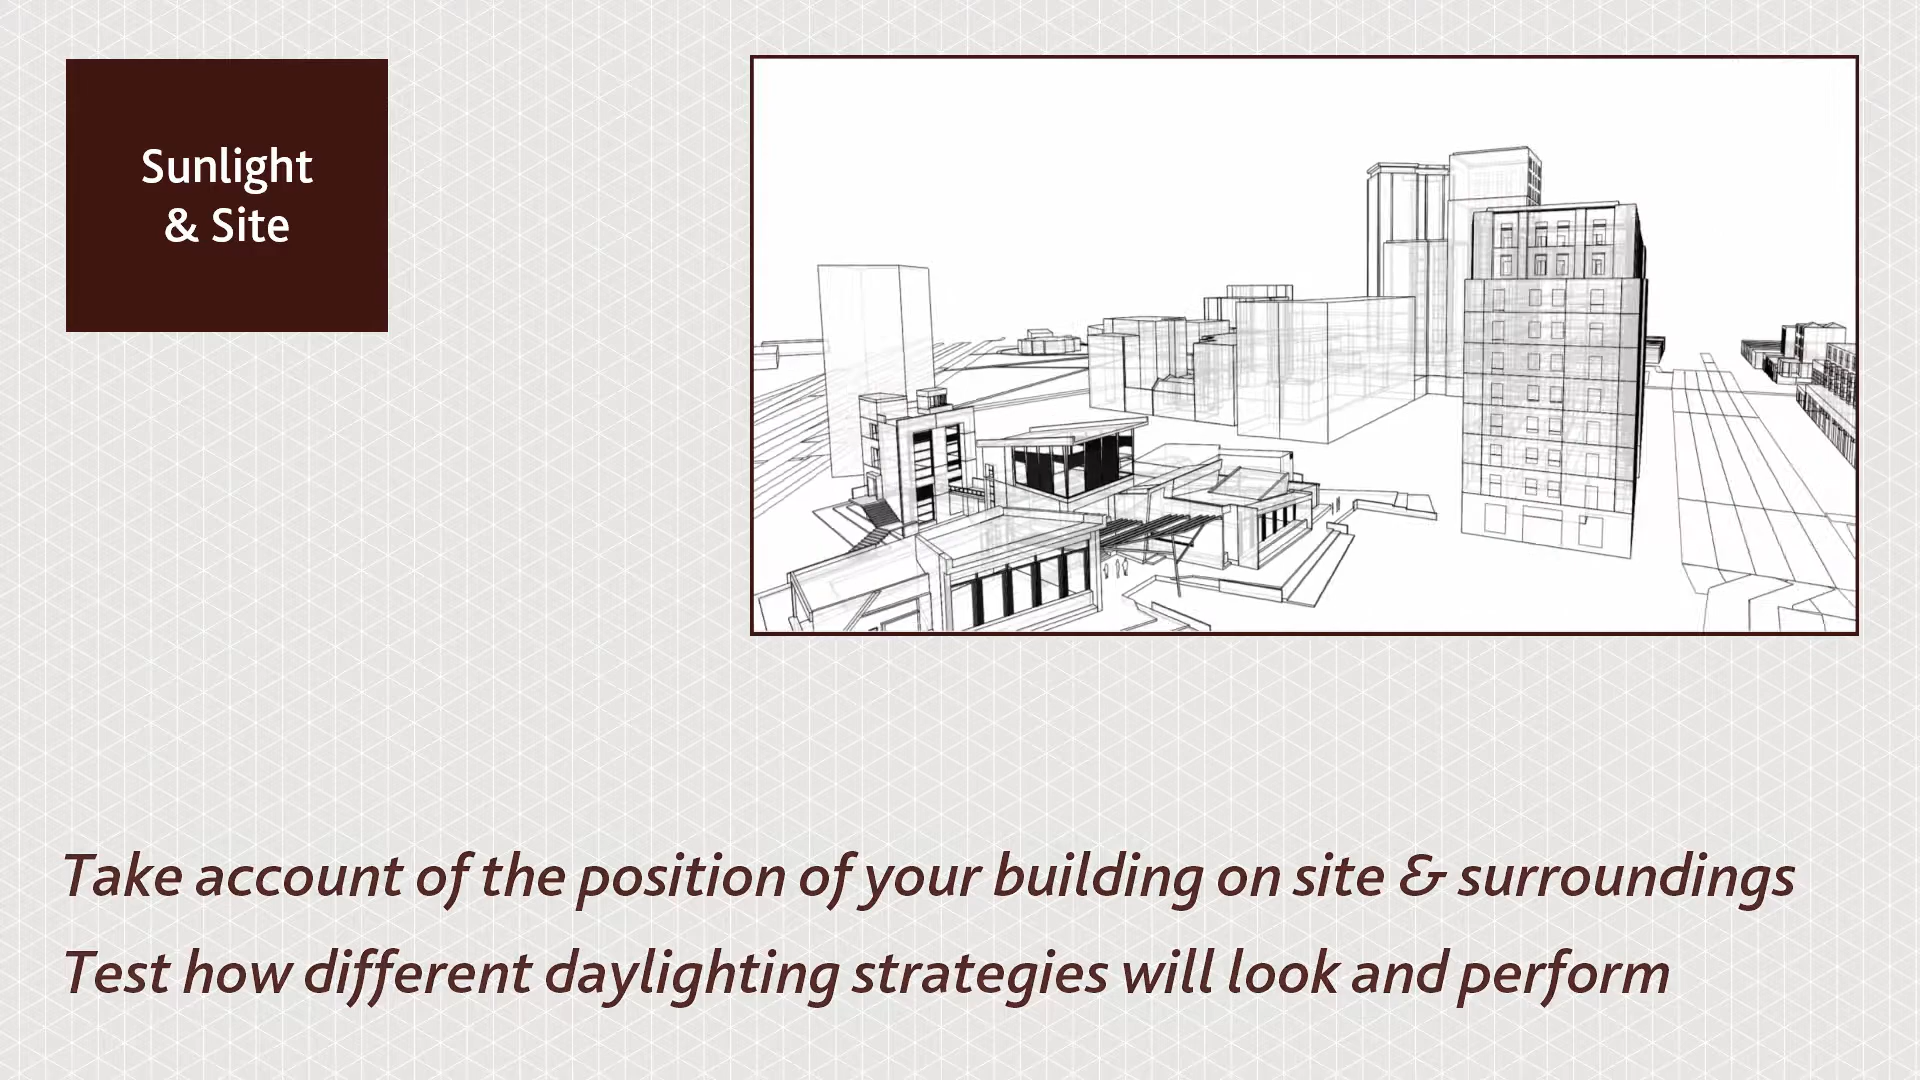 Sunlight
& Site
Take account of the position of your building on site & surroundings
Test how different daylighting strategies will look and perform